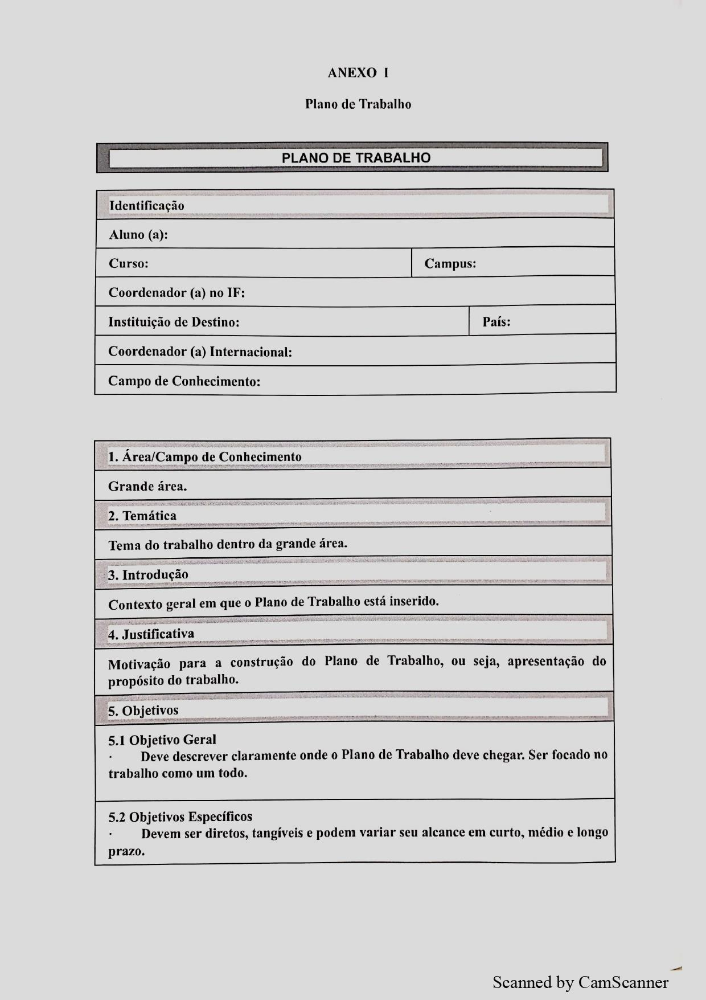 ANEXO I
Plano de Trabalho
PLANO DE TRABALHO
Identificação
Aluno (a):
Curso:
Campus:
Coordenador (a) no IF:
Instituição de Destino:
País:
Coordenador (a) Internacional:
Campo de Conhecimento:
1. Área/Campo de Conhecimento
Grande área.
2. Temática
Tema do trabalho dentro da grande área.
3. Introdução
Contexto geral em que o Plano de Trabalho está inserido.
4. Justificativa
Motivação para a construção do Plano de Trabalho, ou seja, apresentação do
propósito do trabalho.
5. Objetivos
5.1 Objetivo Geral
· Deve descrever claramente onde o Plano de Trabalho deve chegar. Ser focado no
trabalho como um todo.
5.2 Objetivos Específicos
· Devem ser diretos, tangíveis e podem variar seu alcance em curto, médio e longo
prazo.
Scanned by CamScanner